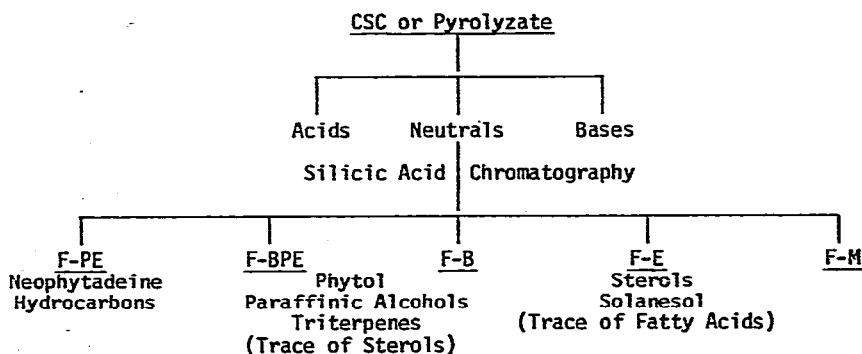 CSC or Pyrolyzate
Acids Neutrals Bases
Silicic Acid Chromatography
F-PE F-BPE F-B F-E F-M
Neophytadeine Phytol Sterols
Hydrocarbons Paraffinic Alcohols Solanesol
Triterpenes (Trace of Fatty Acids)
(Trace of Sterols)